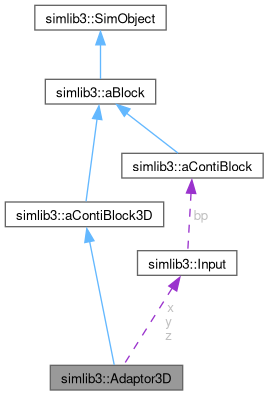 simlib3::SimObject
simlib3::aBlock
simlib3::aContiBlock
simlib3::aContiBlock3D
bp
simlib3::Input
x
y
z
simlib3::Adaptor3D